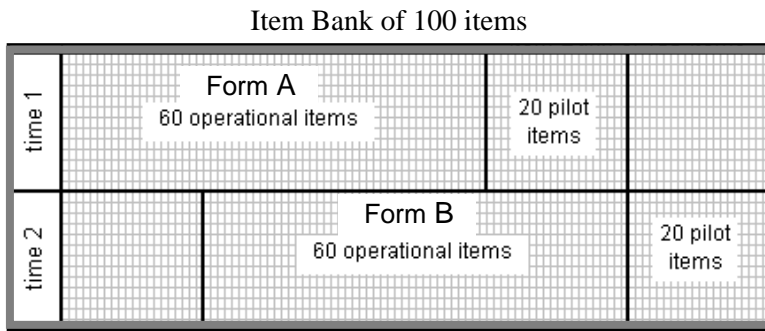 Item Bank of 100 items
time 1
Form A
60 operational items
20 pilot
items
time 2
Form B
60 operational items
20 pilot
items